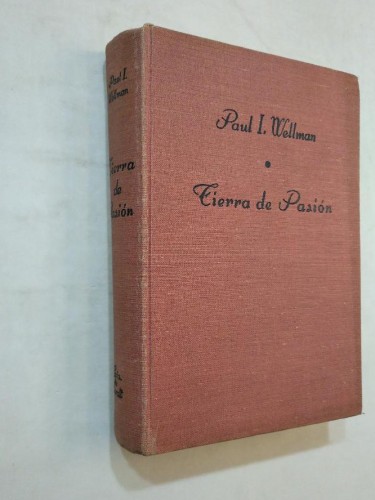 Paul I.
Wellman
Tierra
de
Pasión
Paul I. Wellman
•
Tierra de Pasión